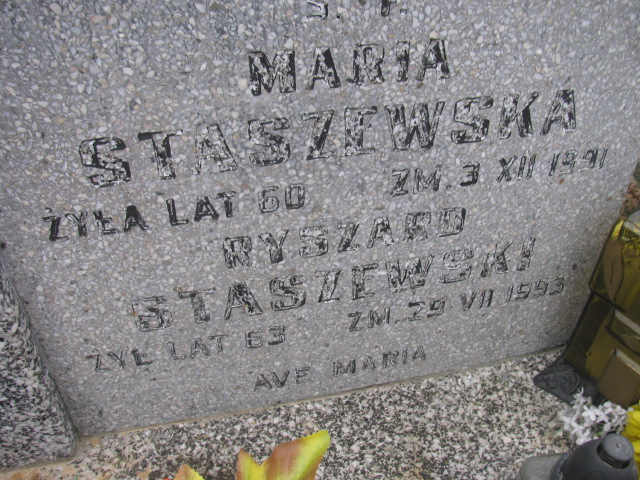 Ś. P.
MARIA
STASZEWSKA
ŻYŁA LAT 60 ZM. 3 XII 1991
RYSZARD
STASZEWSKI
ŻYŁ LAT 63 ZM. 29 VII 1993
AVE MARIA